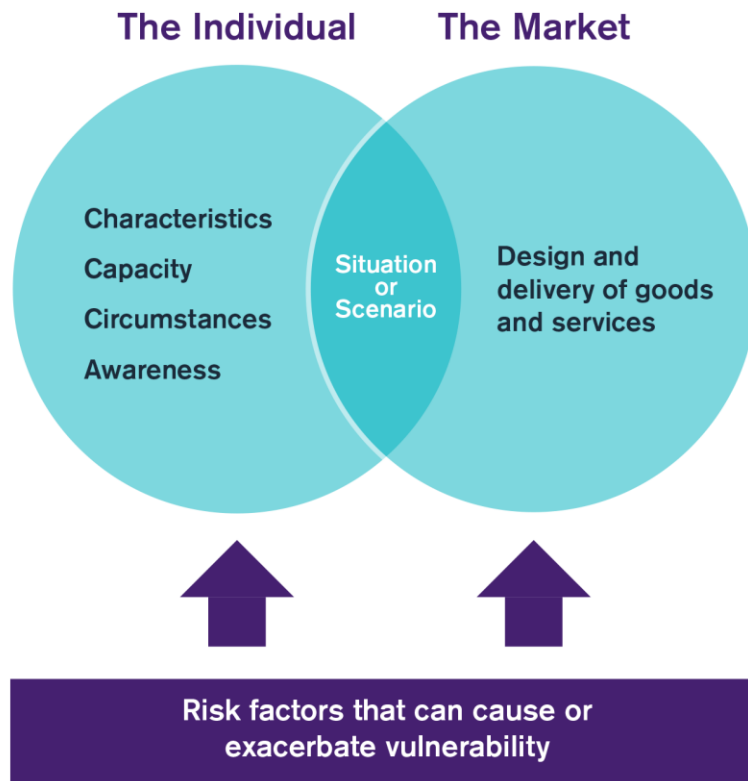 The Individual
The Market
Characteristics
Capacity
Circumstances
Awareness
Situation
or
Scenario
Design and
delivery of goods
and services
Risk factors that can cause or
exacerbate vulnerability